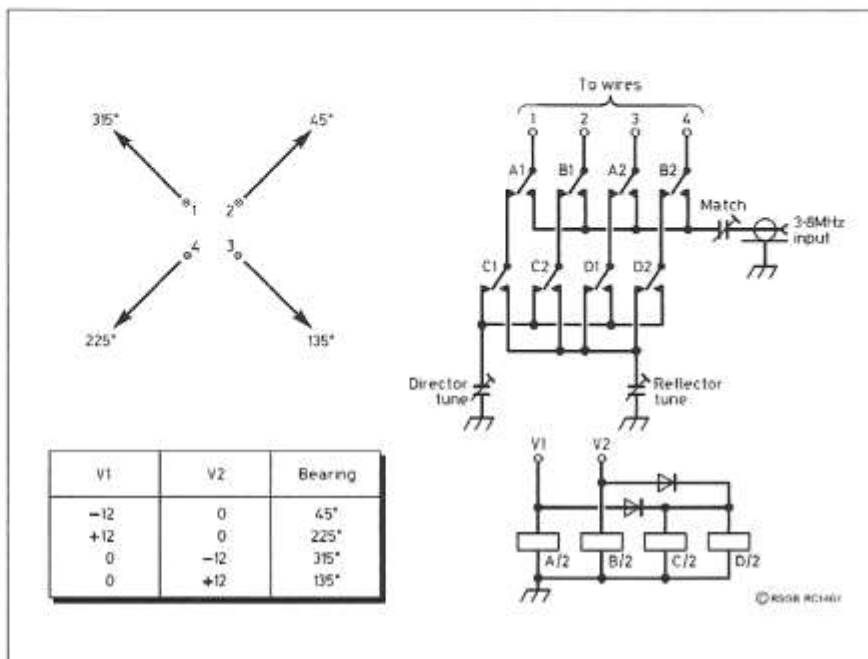 To wires
1 2 3 4
A1 B1 A2 B2
Match
3·8MHz
input
C1 C2 D1 D2
Director
tune
Reflector
tune
315° 45°
1 2
4 3
225° 135°
V1 V2
A/2 B/2 C/2 D/2
V1 V2 Bearing
−12 0 45°
+12 0 225°
0 −12 315°
0 +12 135°
© RSGB RC1461